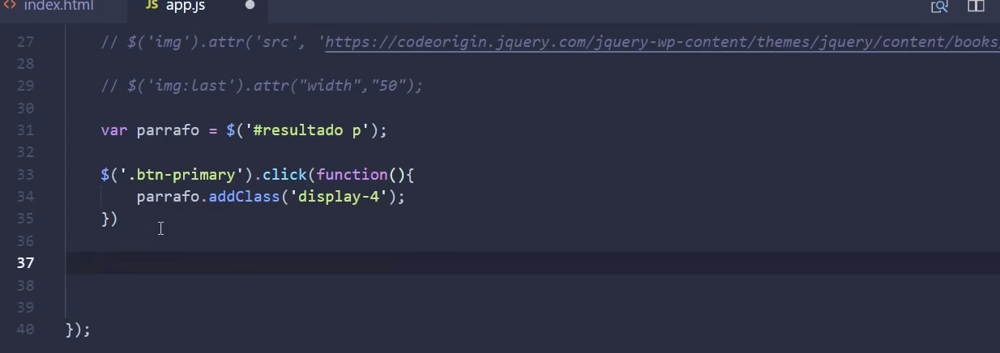 <> index.html JS app.js
27 // $('img').attr('src', 'https://codeorigin.jquery.com/jquery-wp-content/themes/jquery/content/books
28
29 // $('img:last').attr("width","50");
30
31 var parrafo = $('#resultado p');
32
33 $('.btn-primary').click(function(){
34 parrafo.addClass('display-4');
35 })
36
37
38
39
40 });